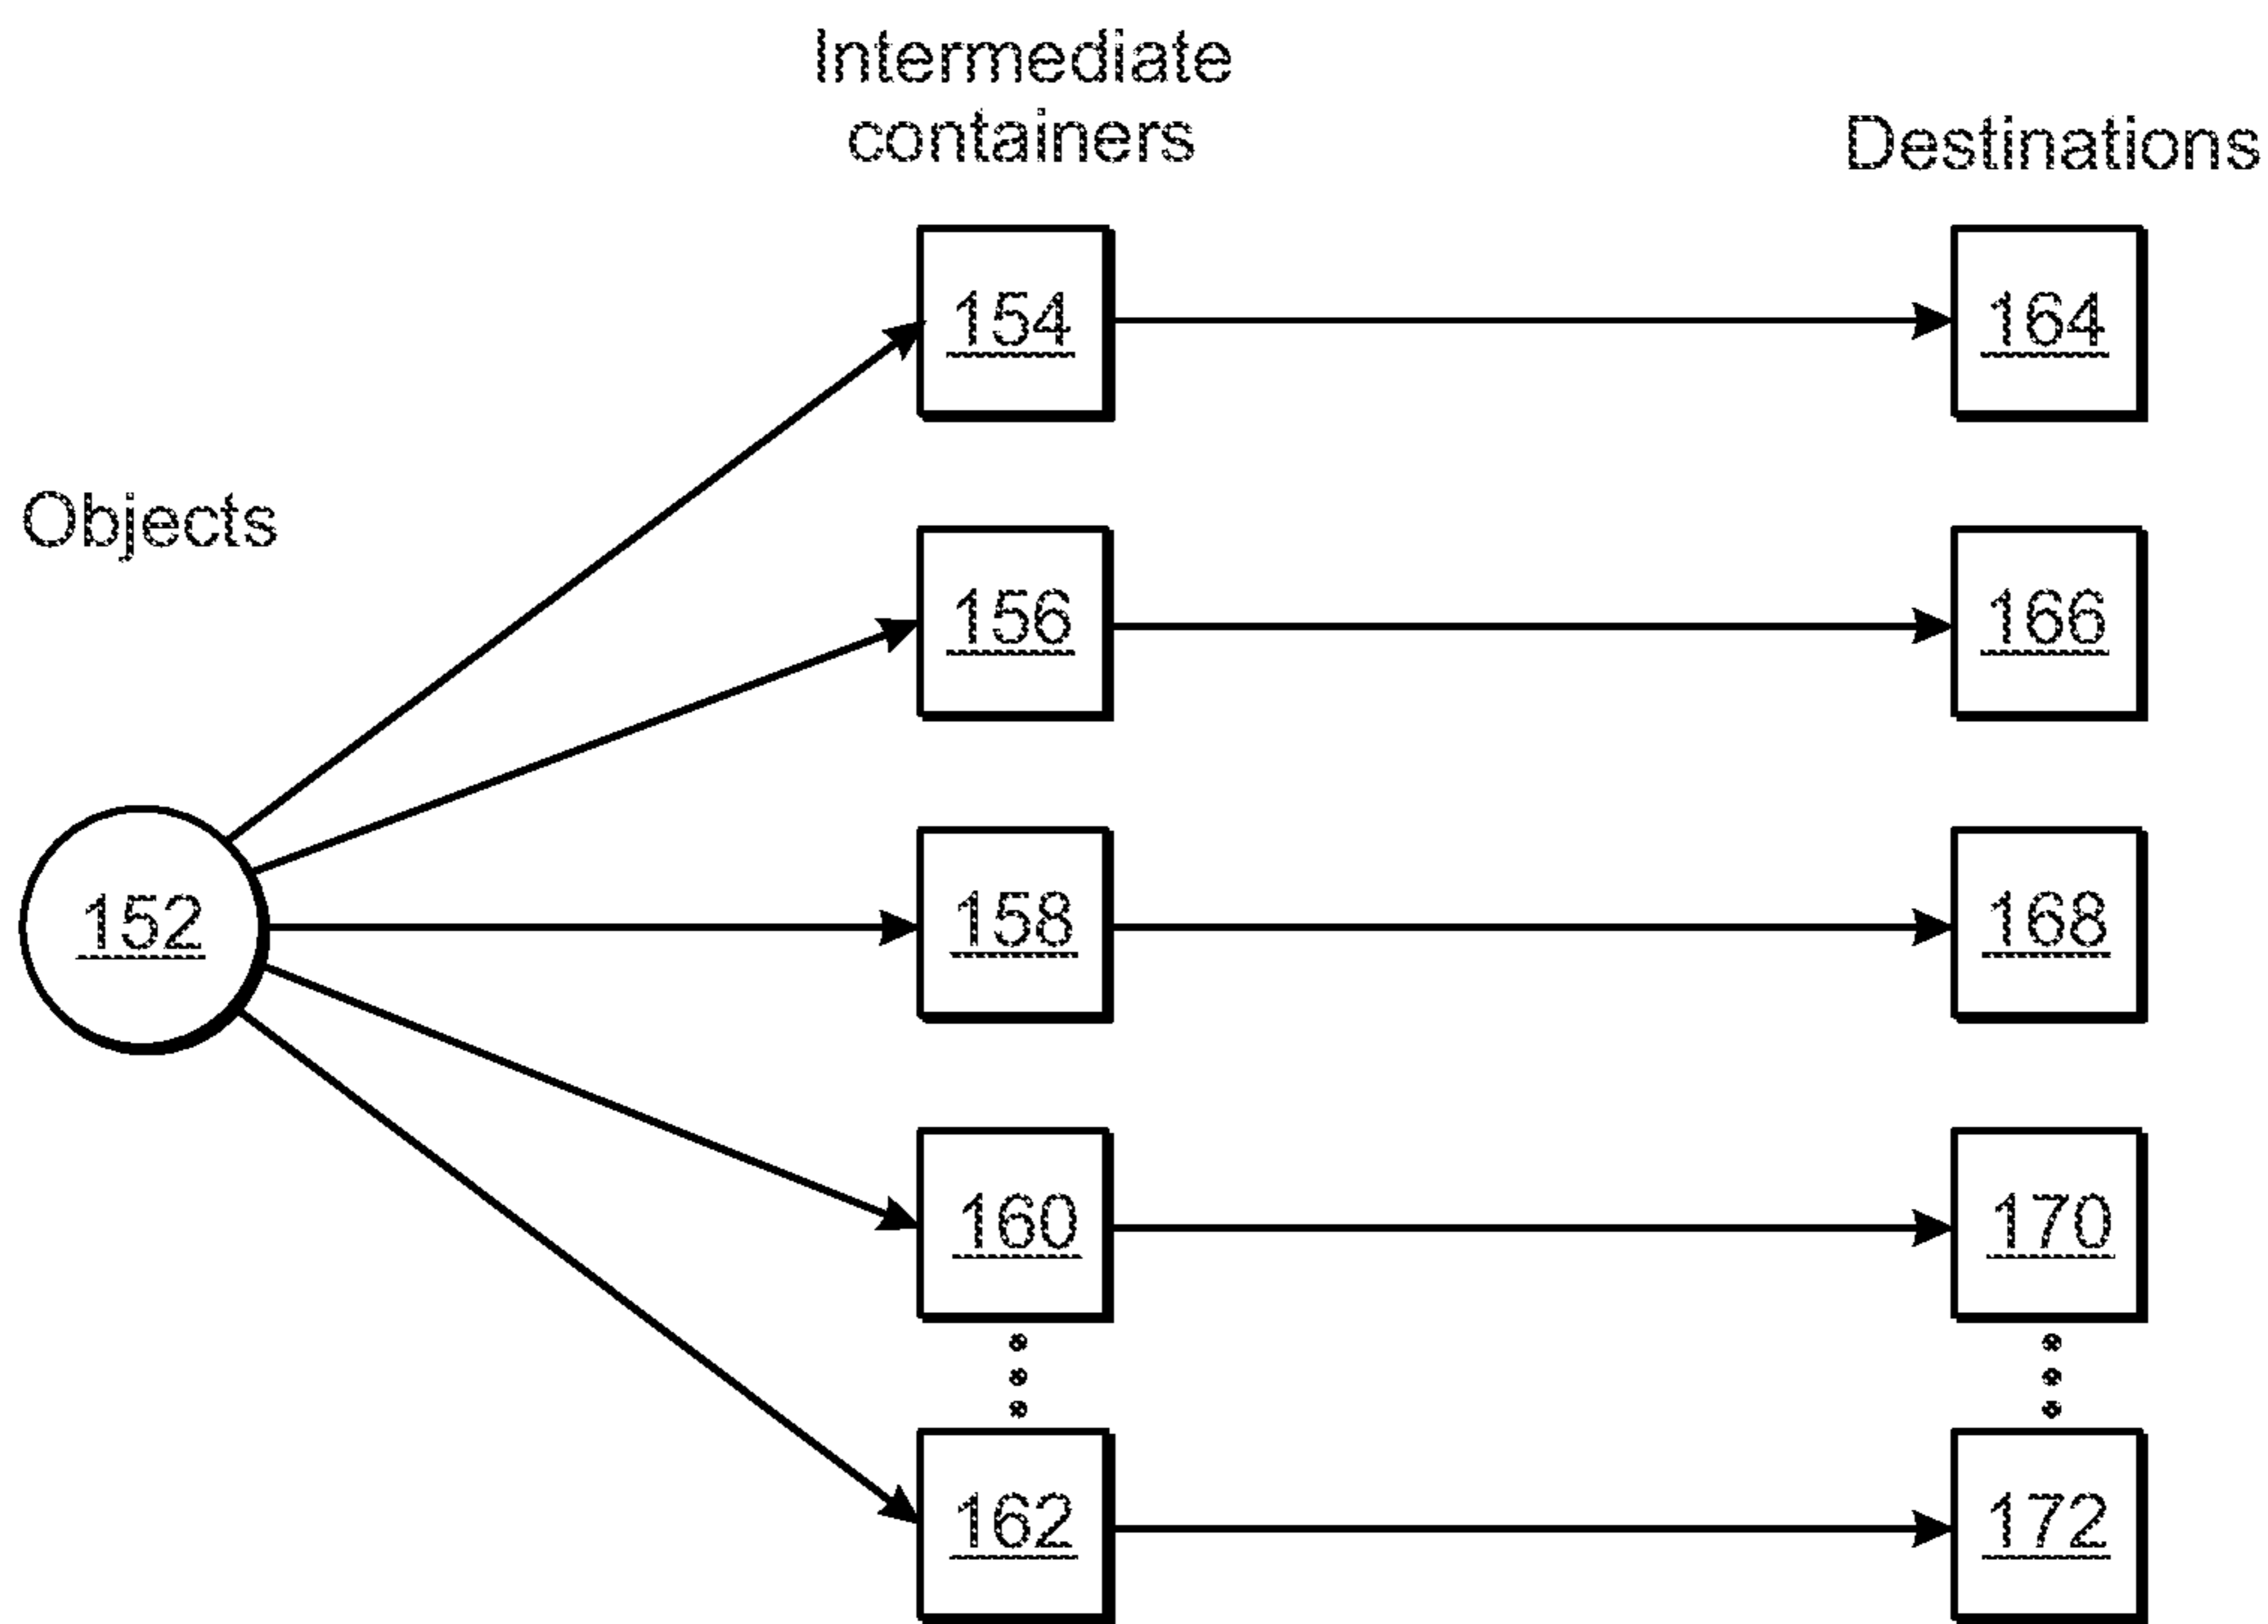 Intermediate
containers
Destinations
154
164
Objects
156
166
152
158
168
160
170
162
172